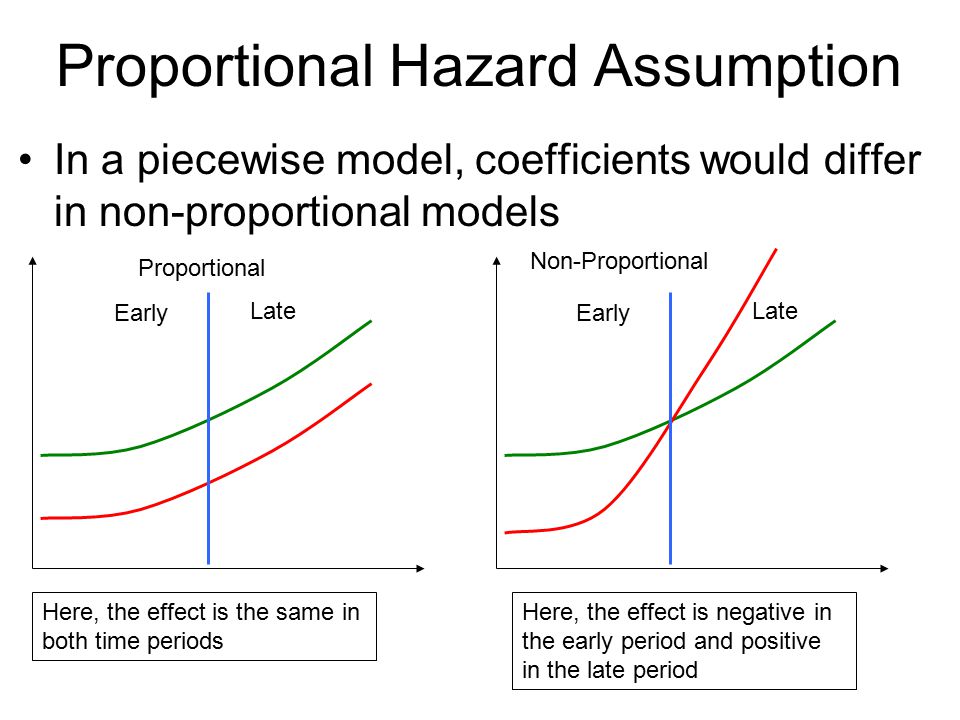 Proportional Hazard Assumption
• In a piecewise model, coefficients would differ
in non-proportional models
Proportional
Early
Late
Here, the effect is the same in
both time periods
Non-Proportional
Early
Late
Here, the effect is negative in
the early period and positive
in the late period